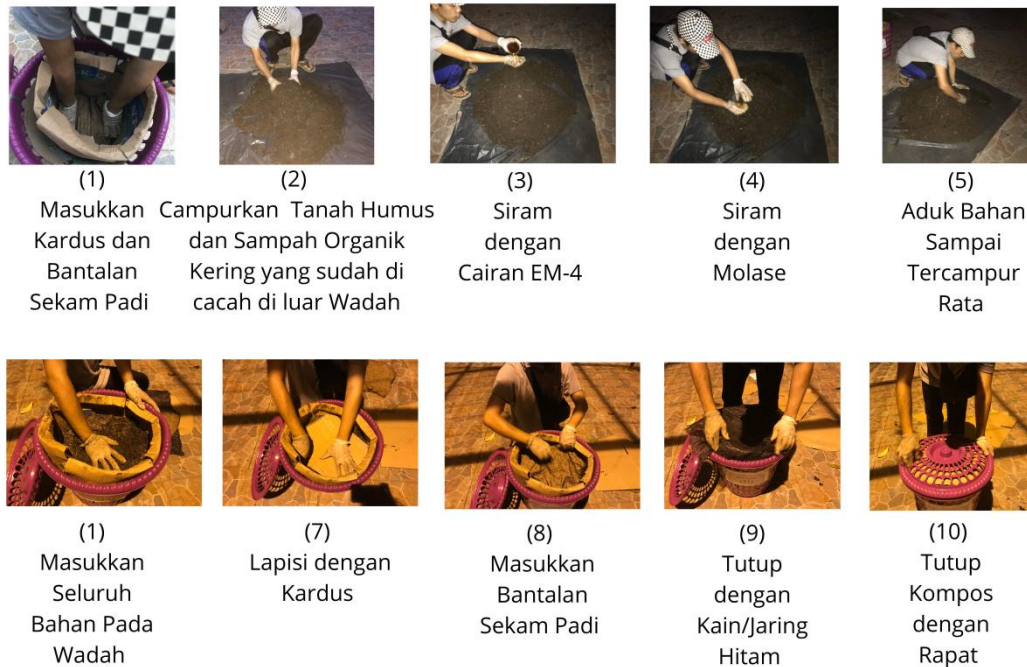 (1)
Masukkan
Kardus dan
Bantalan
Sekam Padi
(2)
Campurkan Tanah Humus
dan Sampah Organik
Kering yang sudah di
cacah di luar Wadah
(3)
Siram
dengan
Cairan EM-4
(4)
Siram
dengan
Molase
(5)
Aduk Bahan
Sampai
Tercampur
Rata
(1)
Masukkan
Seluruh
Bahan Pada
Wadah
(7)
Lapisi dengan
Kardus
(8)
Masukkan
Bantalan
Sekam Padi
(9)
Tutup
dengan
Kain/Jaring
Hitam
(10)
Tutup
Kompos
dengan
Rapat